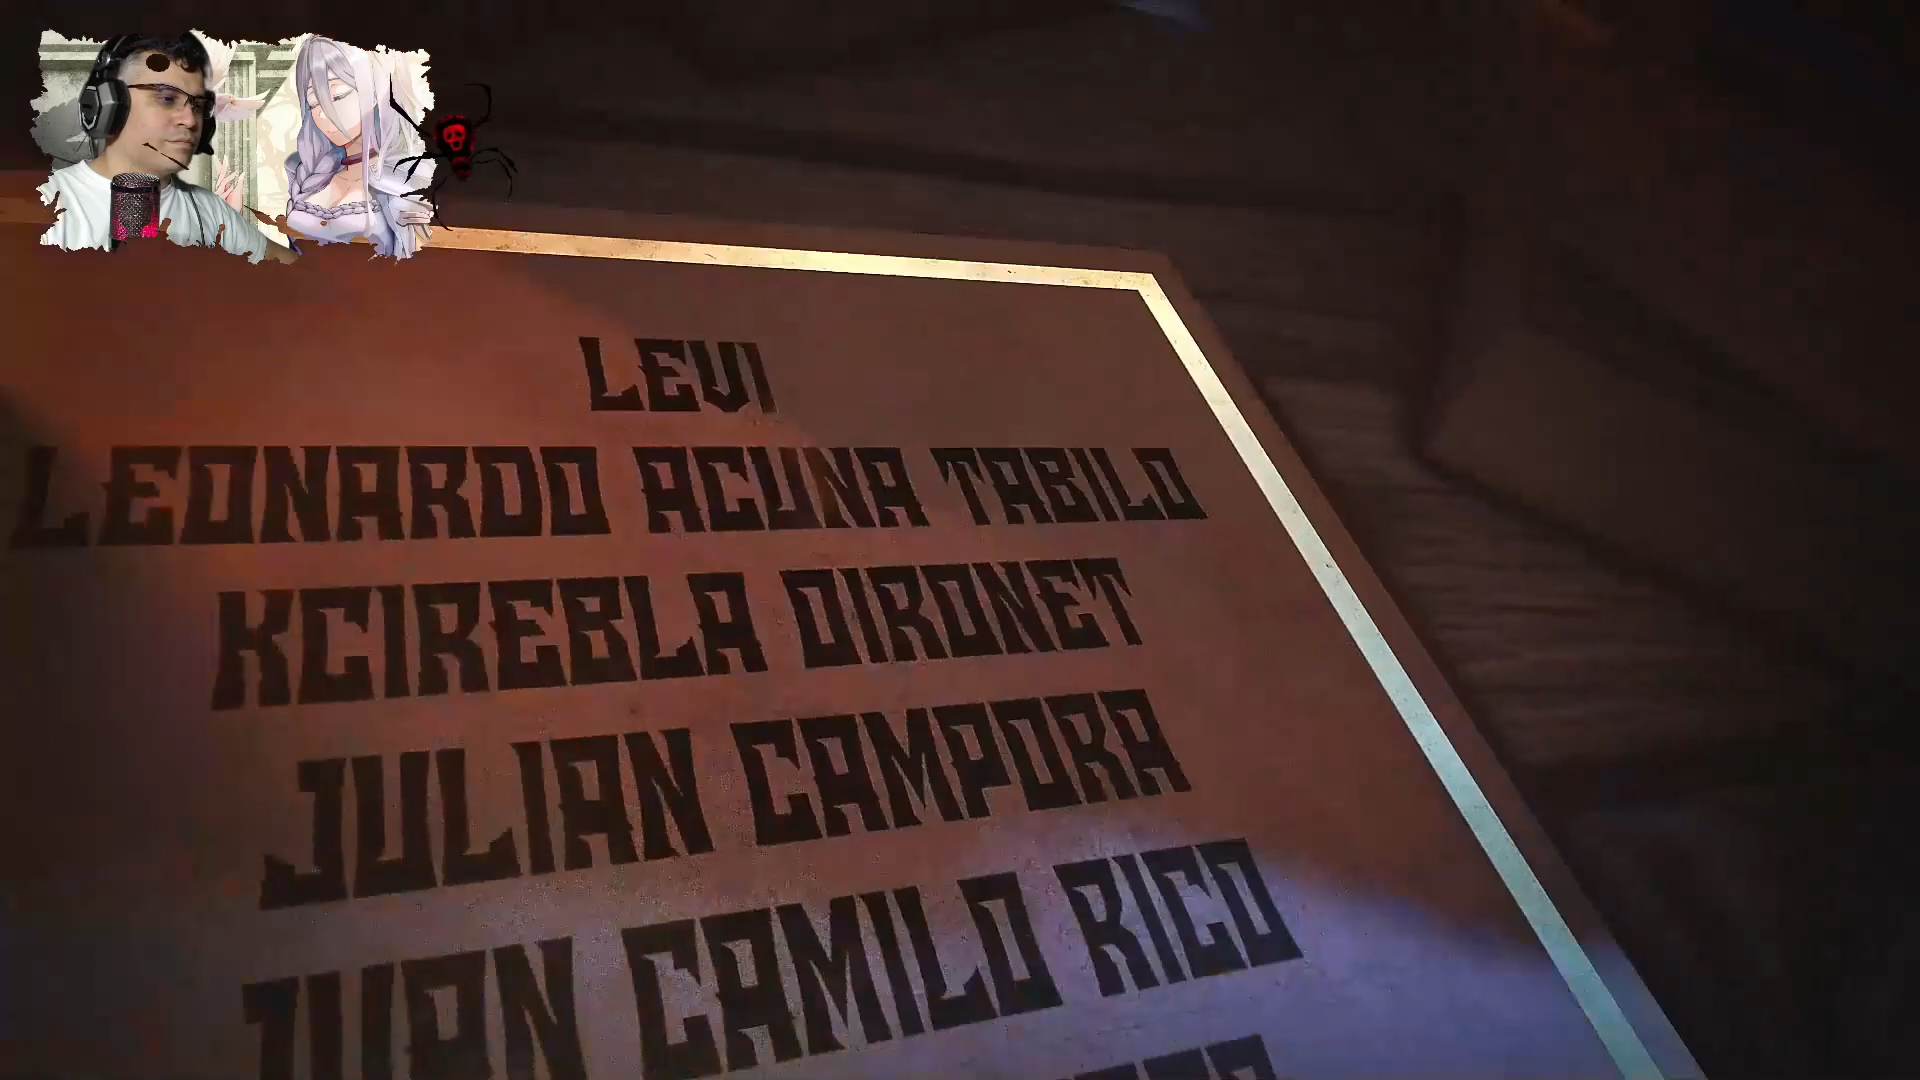 LEVI
LEONARDO ACUNA TABILO
KCIREBLA OIRONET
JULIAN CAMPORA
JUAN CAMILO RICO